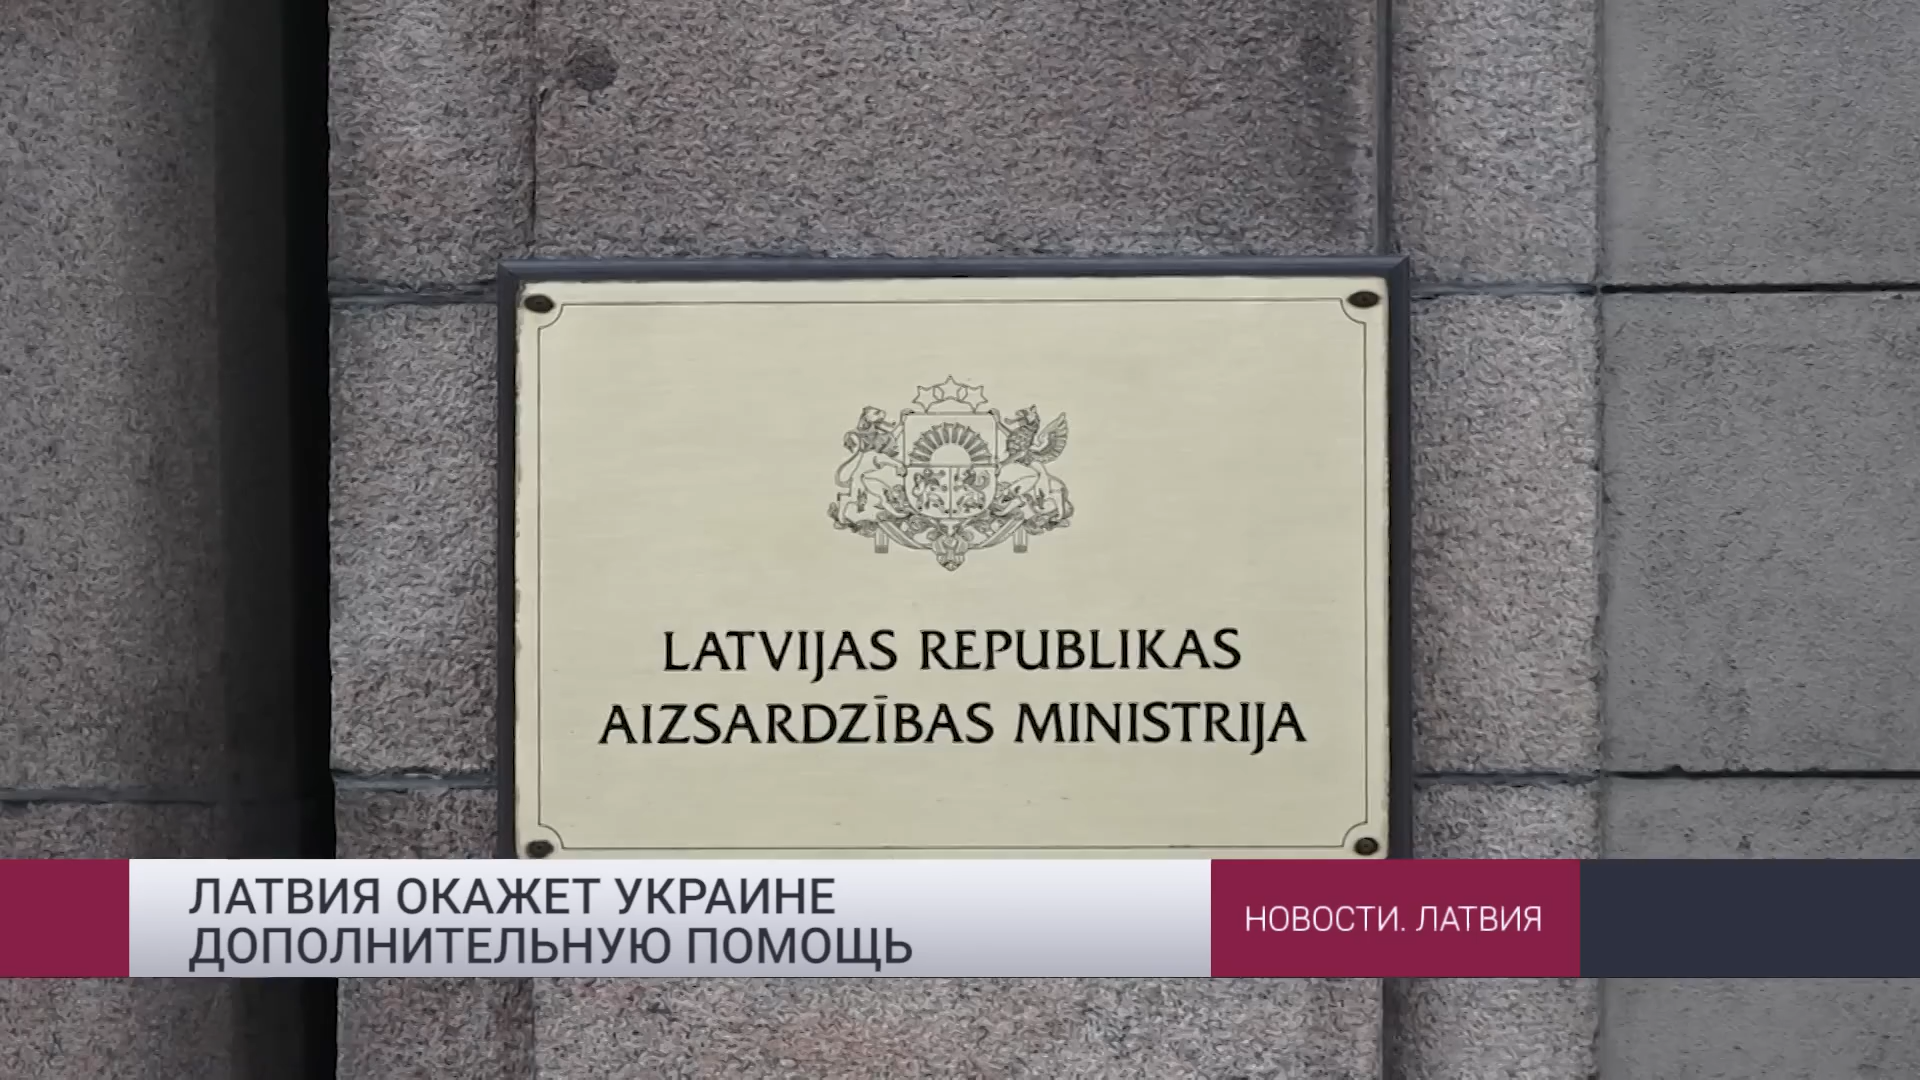 LATVIJAS REPUBLIKAS
AIZSARDZĪBAS MINISTRIJA
ЛАТВИЯ ОКАЖЕТ УКРАИНЕ
ДОПОЛНИТЕЛЬНУЮ ПОМОЩЬ
НОВОСТИ. ЛАТВИЯ